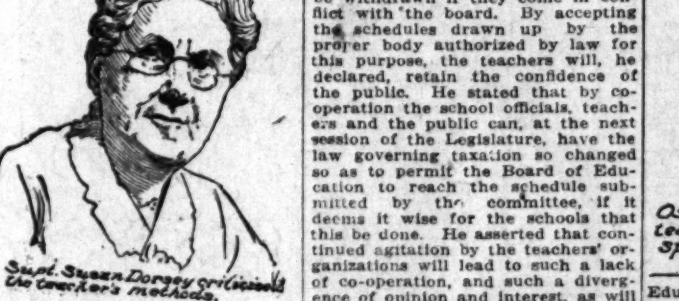 Supt. Susan Dorsey criticised
the teacher's methods.
be withdrawn if they come in con-
flict with the board. By accepting
the schedules drawn up by the
proper body authorized by law for
this purpose, the teachers will, he
declared, retain the confidence of
the public. He stated that by co-
operation the school officials, teach-
ers and the public can, at the next
session of the Legislature, have the
law governing taxation so changed
so as to permit the Board of Edu-
cation to reach the schedule sub-
mitted by the committee, if it
deems it wise for the schools that
this be done. He asserted that con-
tinued agitation by the teachers' or-
ganizations will lead to such a lack
of co-operation, and such a diverg-
ence of opinion and interest, as will
Edu